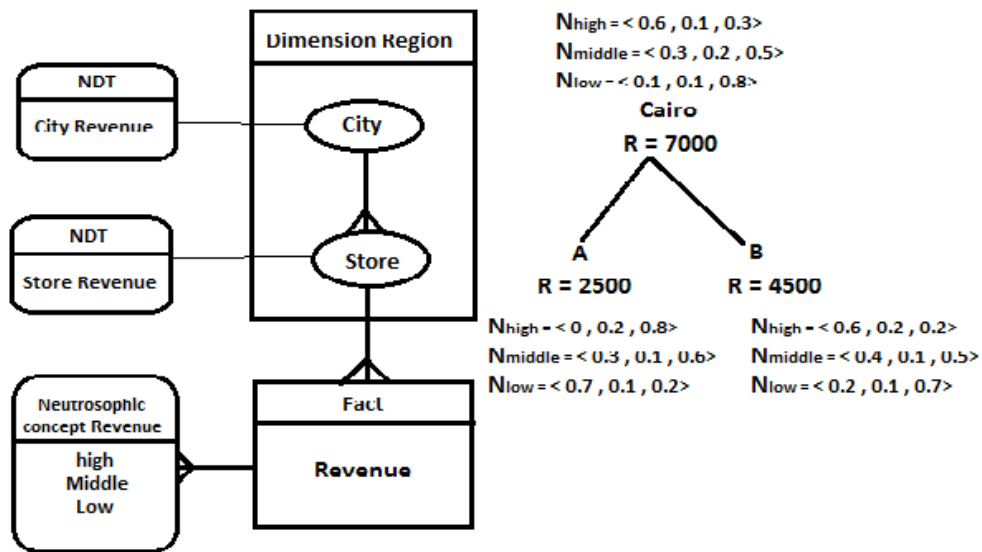 Dimension Region
NDT
City Revenue
City
NDT
Store Revenue
Store
Neutrosophic
concept Revenue
high
Middle
Low
Fact
Revenue
Nhigh = < 0.6 , 0.1 , 0.3>
Nmiddle = < 0.3 , 0.2 , 0.5>
Nlow = < 0.1 , 0.1 , 0.8>
Cairo
R = 7000
A
R = 2500
Nhigh = <0 , 0.2 , 0.8>
Nmiddle = < 0.3 , 0.1 , 0.6>
Nlow = < 0.7 , 0.1 , 0.2>
B
R = 4500
Nhigh = < 0.6 , 0.2 , 0.2>
Nmiddle = < 0.4 , 0.1 , 0.5>
Nlow = < 0.2 , 0.1 , 0.7>